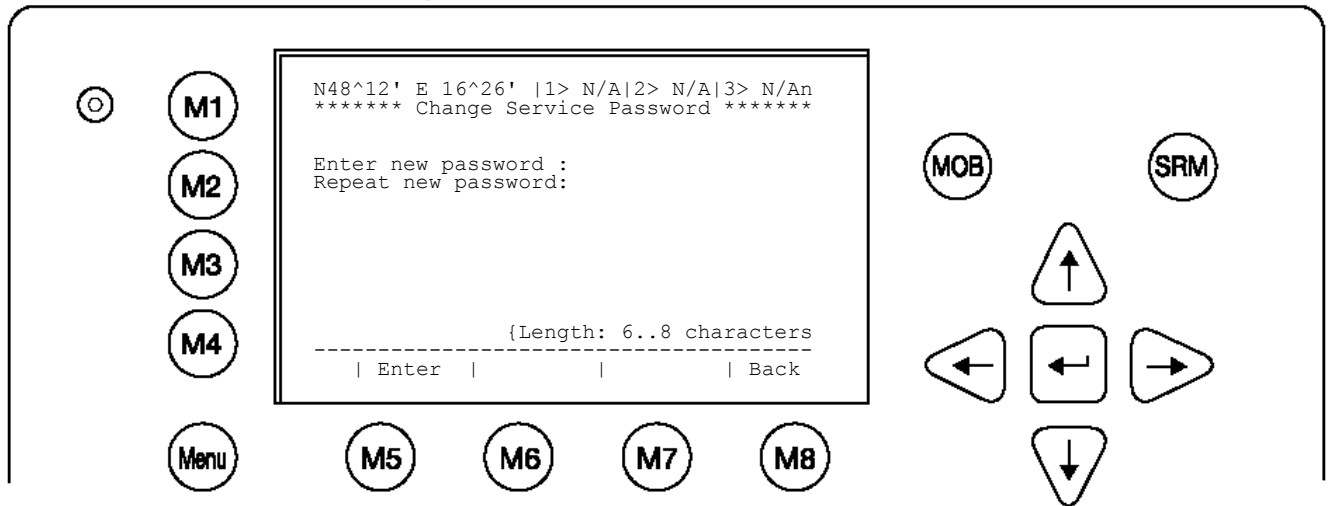 N48^12' E 16^26' |1> N/A|2> N/A|3> N/An
******* Change Service Password *******
Enter new password :
Repeat new password:
{Length: 6..8 characters
---------------------------------------
| Enter | | | Back
M1
M2
M3
M4
Menu
M5 M6 M7 M8
MOB SRM